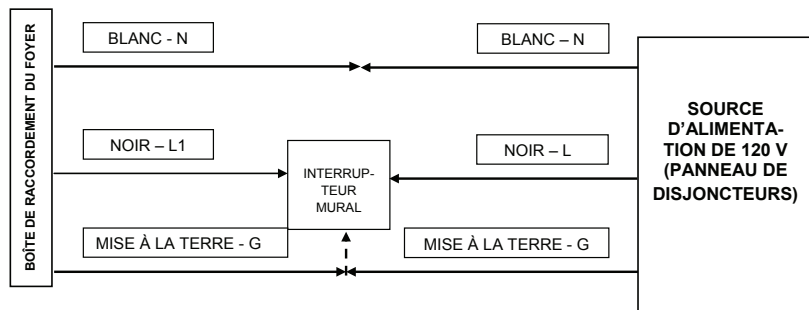 BOÎTE DE RACCORDEMENT DU FOYER
BLANC - N
BLANC – N
NOIR – L1
INTERRUP-
TEUR
MURAL
NOIR – L
MISE À LA TERRE - G
MISE À LA TERRE - G
SOURCE
D'ALIMENTA-
TION DE 120 V
(PANNEAU DE
DISJONCTEURS)